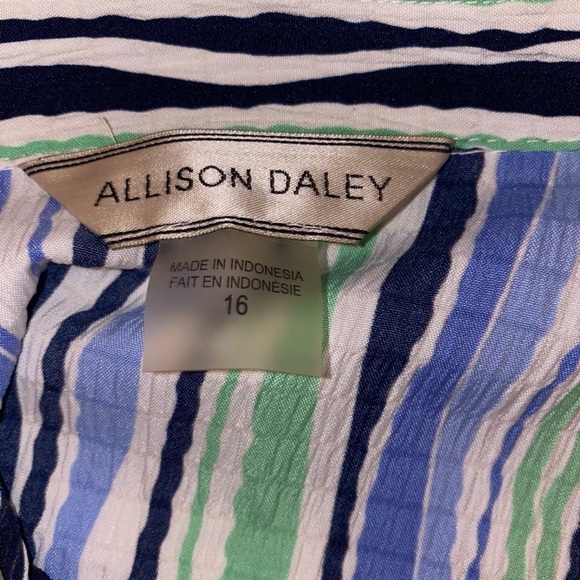 ALLISON DALEY
MADE IN INDONESIA
FAIT EN INDONÉSIE
16